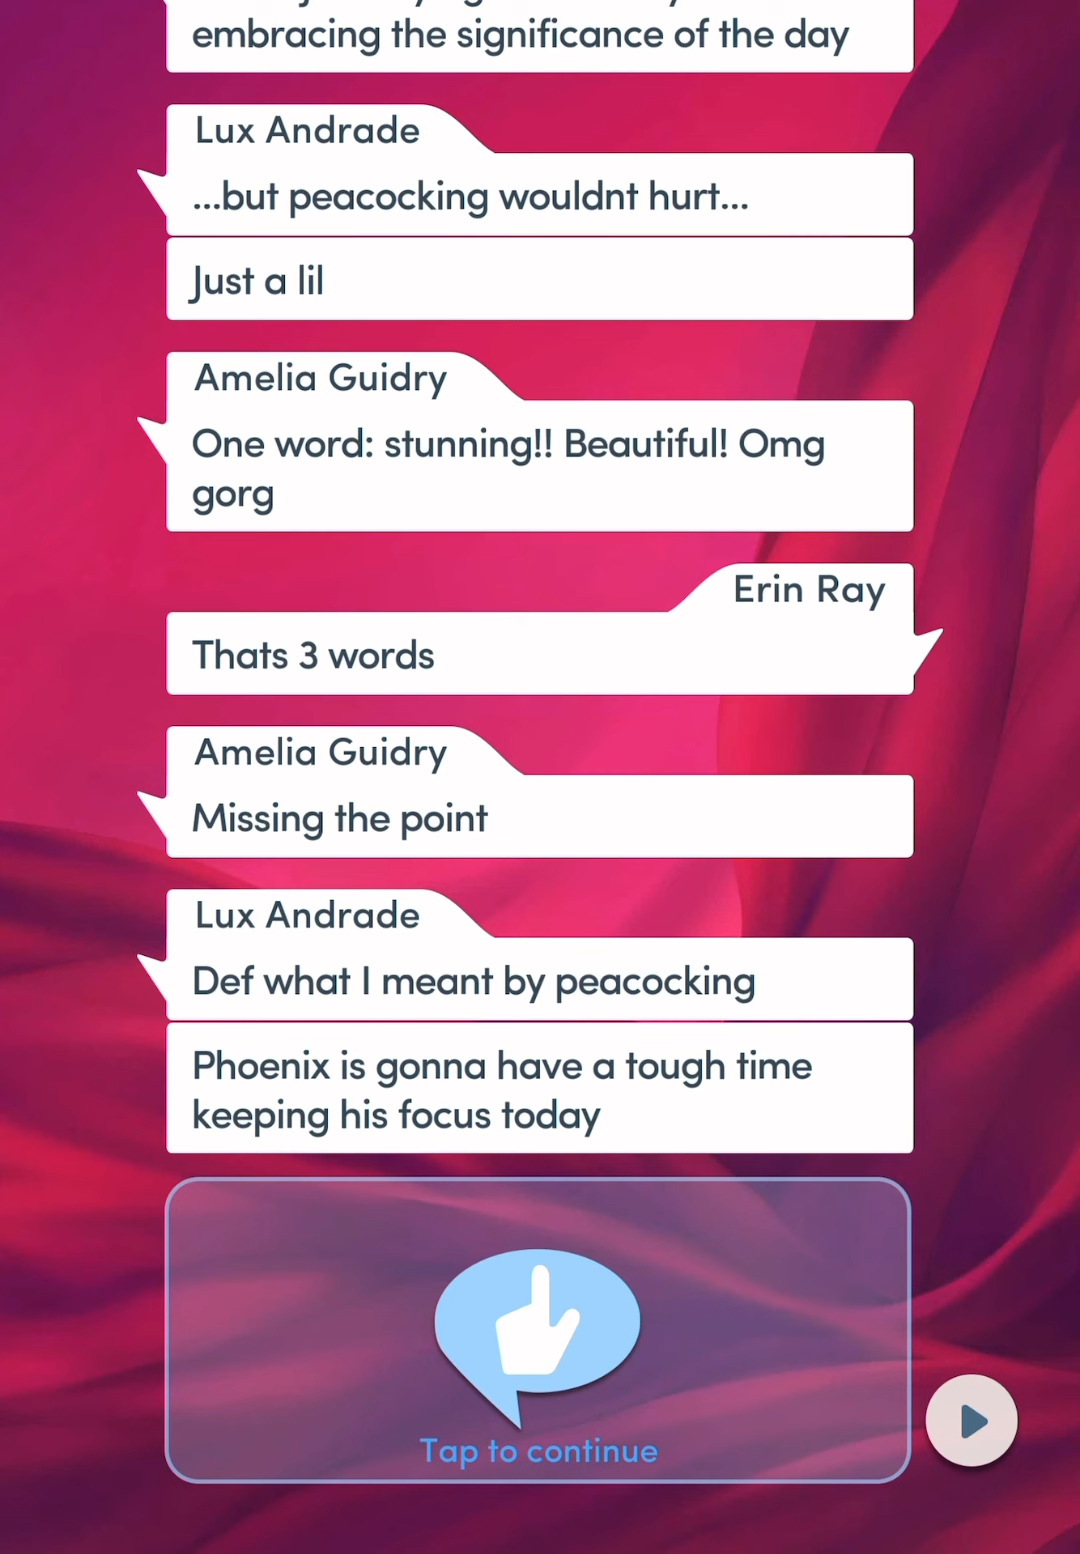 embracing the significance of the day
Lux Andrade
...but peacocking wouldnt hurt...
Just a lil
Amelia Guidry
One word: stunning!! Beautiful! Omg
gorg
Erin Ray
Thats 3 words
Amelia Guidry
Missing the point
Lux Andrade
Def what I meant by peacocking
Phoenix is gonna have a tough time
keeping his focus today
Tap to continue